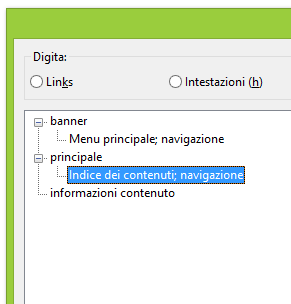 Digita:
Links
Intestazioni (h)
banner
Menu principale; navigazione
principale
Indice dei contenuti; navigazione
informazioni contenuto